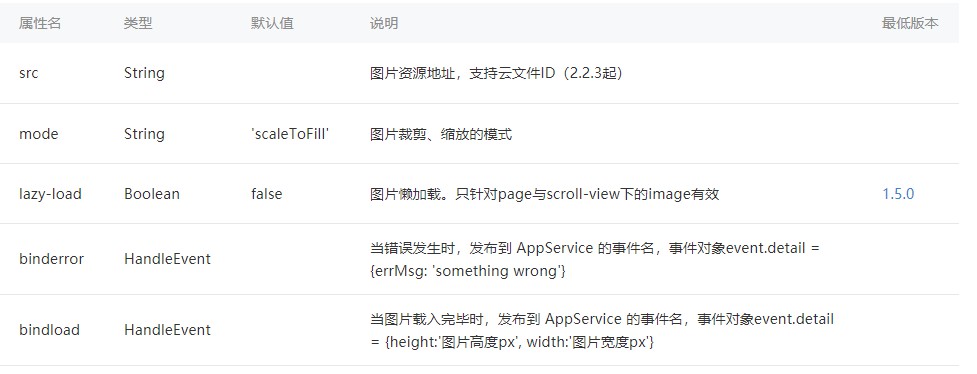 属性名 类型 默认值 说明 最低版本
src String 图片资源地址，支持云文件ID（2.2.3起）
mode String 'scaleToFill' 图片裁剪、缩放的模式
lazy-load Boolean false 图片懒加载。只针对page与scroll-view下的image有效 1.5.0
binderror HandleEvent 当错误发生时，发布到 AppService 的事件名，事件对象event.detail =
{errMsg: 'something wrong'}
bindload HandleEvent 当图片载入完毕时，发布到 AppService 的事件名，事件对象event.detail
= {height:'图片高度px', width:'图片宽度px'}